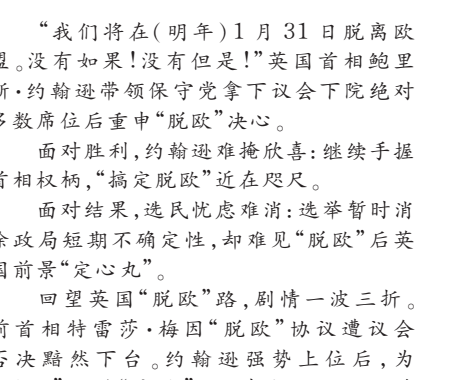 “我们将在(明年)1月31日脱离欧
盟。没有如果!没有但是!”英国首相鲍里
斯·约翰逊带领保守党拿下议会下院绝对
多数席位后重申“脱欧”决心。
面对胜利,约翰逊难掩欣喜:继续手握
首相权柄,“搞定脱欧”近在咫尺。
面对结果,选民忧虑难消:选举暂时消
除政局短期不确定性,却难见“脱欧”后英
国前景“定心丸”。
回望英国“脱欧”路,剧情一波三折。
前首相特雷莎·梅因“脱欧”协议遭议会
否决黯然下台。约翰逊强势上位后,为